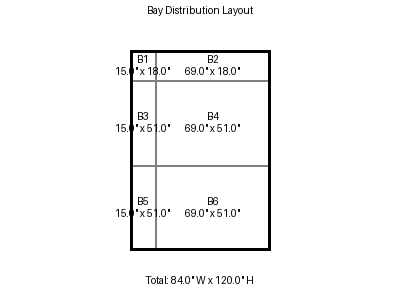 Bay Distribution Layout
B1
15.0" x 18.0"
B2
69.0" x 18.0"
B3
15.0" x 51.0"
B4
69.0" x 51.0"
B5
15.0" x 51.0"
B6
69.0" x 51.0"
Total: 84.0" W x 120.0" H